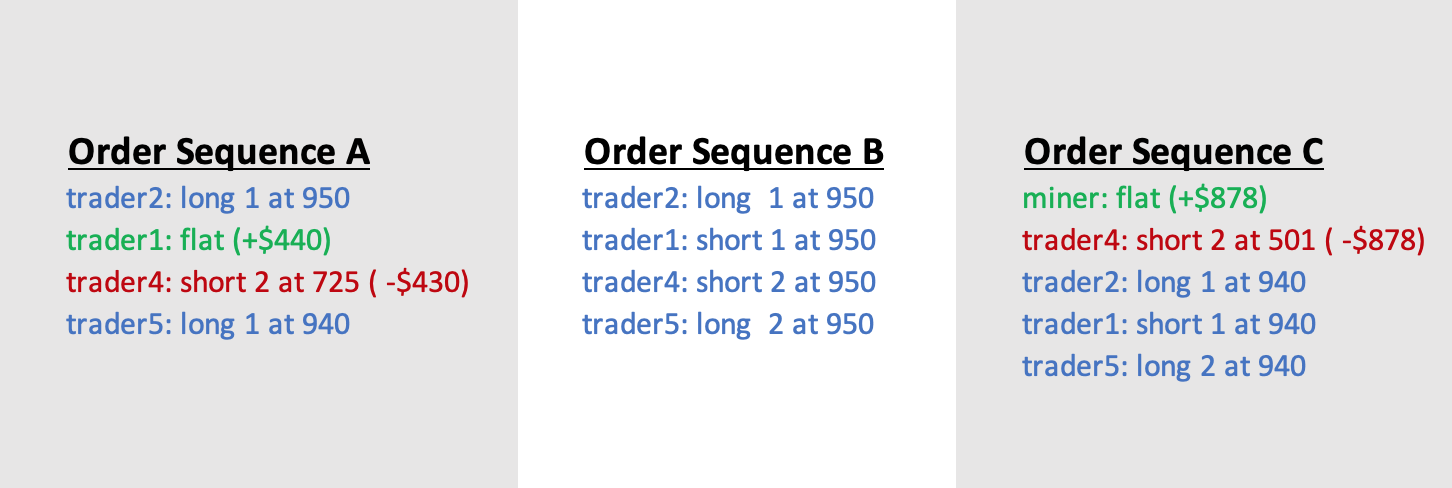 Order Sequence A
trader2: long 1 at 950
trader1: flat (+$440)
trader4: short 2 at 725 ( -$430)
trader5: long 1 at 940
Order Sequence B
trader2: long  1 at 950
trader1: short 1 at 950
trader4: short 2 at 950
trader5: long  2 at 950
Order Sequence C
miner: flat (+$878)
trader4: short 2 at 501 ( -$878)
trader2: long 1 at 940
trader1: short 1 at 940
trader5: long 2 at 940